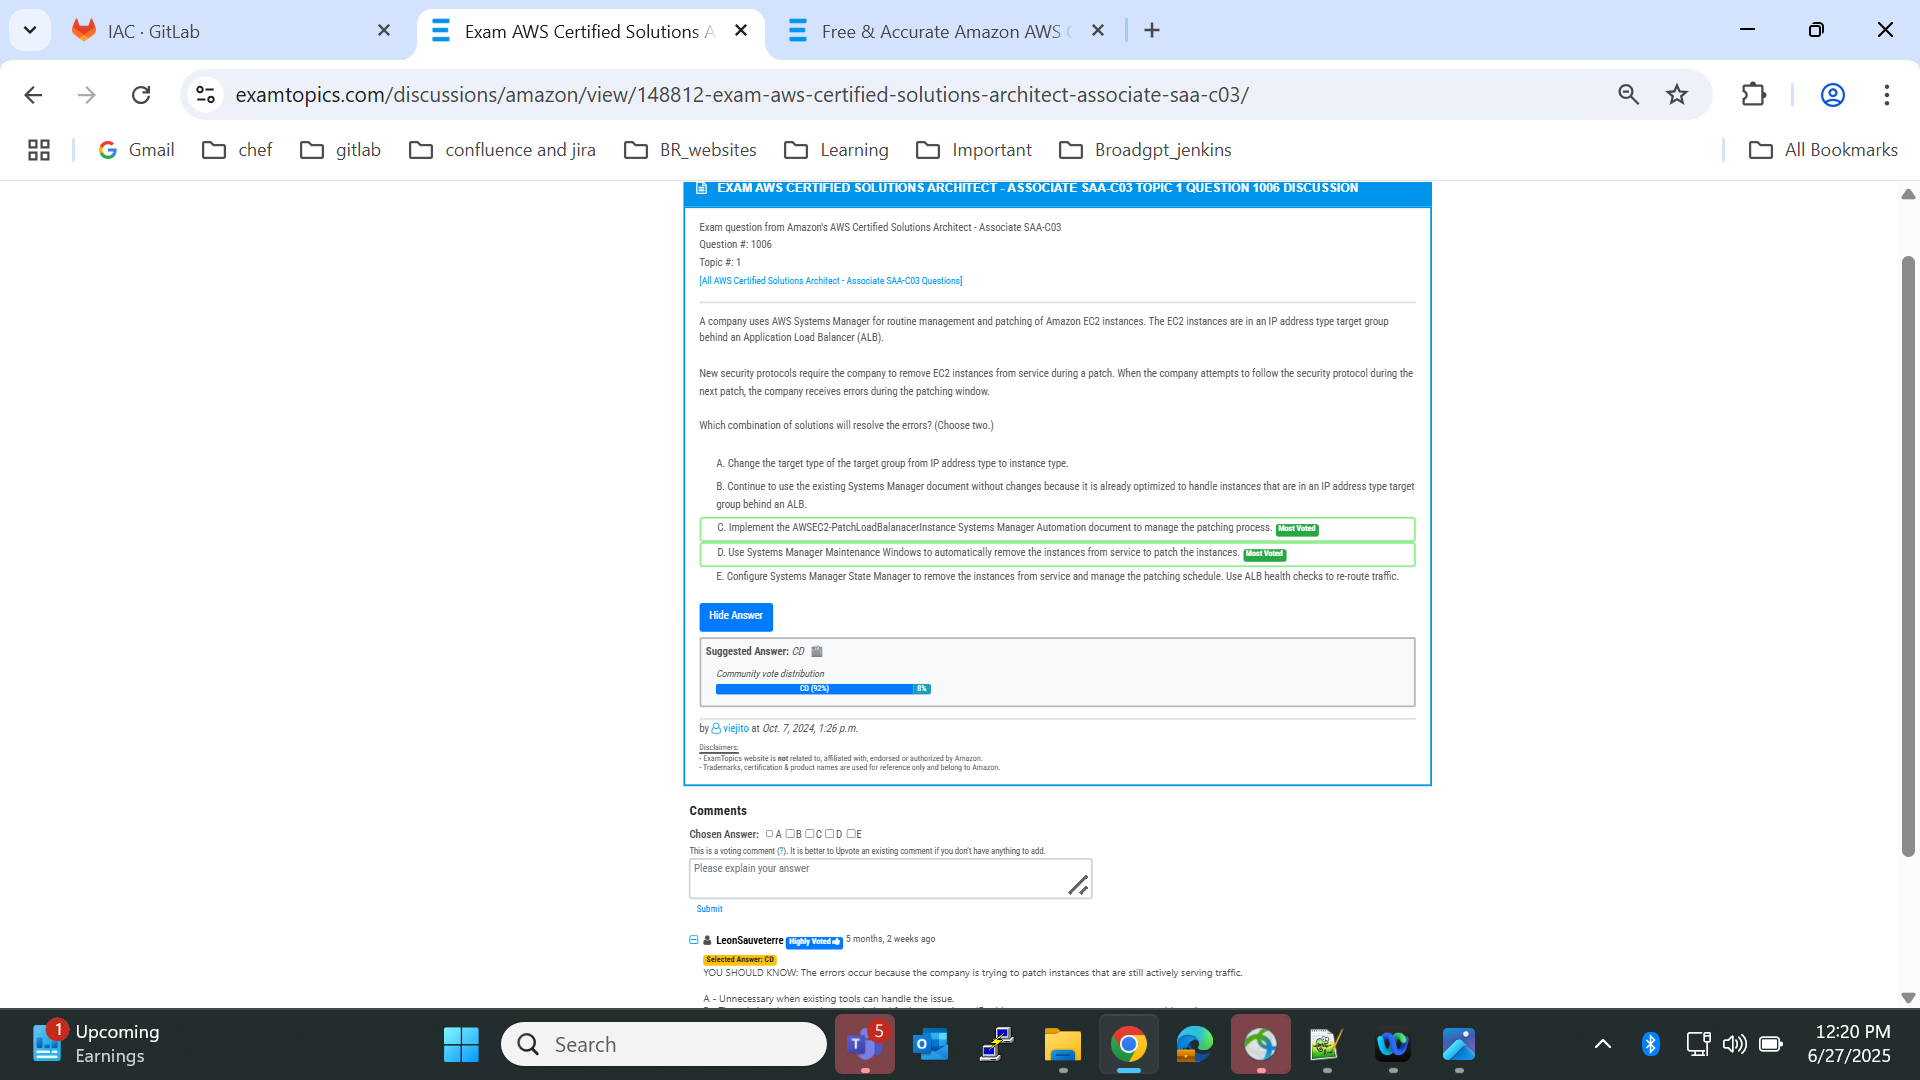 IAC · GitLab
Exam AWS Certified Solutions A
Free & Accurate Amazon AWS C
examtopics.com/discussions/amazon/view/148812-exam-aws-certified-solutions-architect-associate-saa-c03/
Gmail
chef
gitlab
confluence and jira
BR_websites
Learning
Important
Broadgpt_jenkins
All Bookmarks
EXAM AWS CERTIFIED SOLUTIONS ARCHITECT - ASSOCIATE SAA-C03 TOPIC 1 QUESTION 1006 DISCUSSION
Exam question from Amazon's AWS Certified Solutions Architect - Associate SAA-C03
Question #: 1006
Topic #: 1
[All AWS Certified Solutions Architect - Associate SAA-C03 Questions]
A company uses AWS Systems Manager for routine management and patching of Amazon EC2 instances. The EC2 instances are in an IP address type target group
behind an Application Load Balancer (ALB).
New security protocols require the company to remove EC2 instances from service during a patch. When the company attempts to follow the security protocol during the
next patch, the company receives errors during the patching window.
Which combination of solutions will resolve the errors? (Choose two.)
A. Change the target type of the target group from IP address type to instance type.
B. Continue to use the existing Systems Manager document without changes because it is already optimized to handle instances that are in an IP address type target
group behind an ALB.
C. Implement the AWSEC2-PatchLoadBalanacerInstance Systems Manager Automation document to manage the patching process. Most Voted
D. Use Systems Manager Maintenance Windows to automatically remove the instances from service to patch the instances. Most Voted
E. Configure Systems Manager State Manager to remove the instances from service and manage the patching schedule. Use ALB health checks to re-route traffic.
Hide Answer
Suggested Answer: CD
Community vote distribution
CD (92%) 8%
by viejito at Oct. 7, 2024, 1:26 p.m.
Disclaimers:
- ExamTopics website is not related to, affiliated with, endorsed or authorized by Amazon.
- Trademarks, certification & product names are used for reference only and belong to Amazon.
Comments
Chosen Answer: A B C D E
This is a voting comment (?). It is better to Upvote an existing comment if you don't have anything to add.
Please explain your answer
Submit
LeonSauveterre Highly Voted 5 months, 2 weeks ago
Selected Answer: CD
YOU SHOULD KNOW: The errors occur because the company is trying to patch instances that are still actively serving traffic.
A - Unnecessary when existing tools can handle the issue.
1
Upcoming
Earnings
Search
5
12:20 PM
6/27/2025